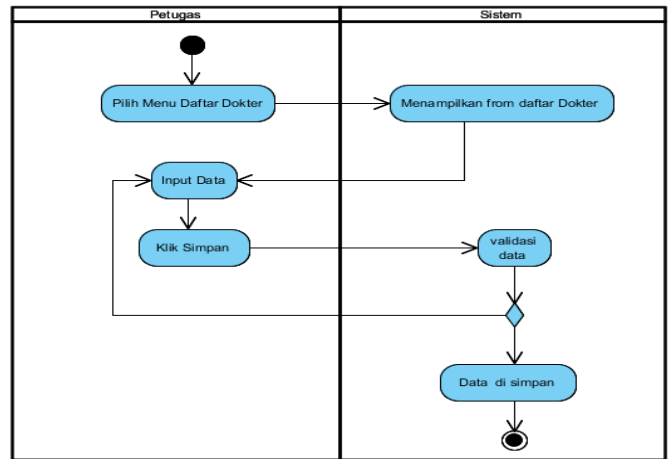 Petugas
Sistem
Pilih Menu Daftar Dokter
Menampilkan from daftar Dokter
Input Data
Klik Simpan
validasi
data
Data di simpan